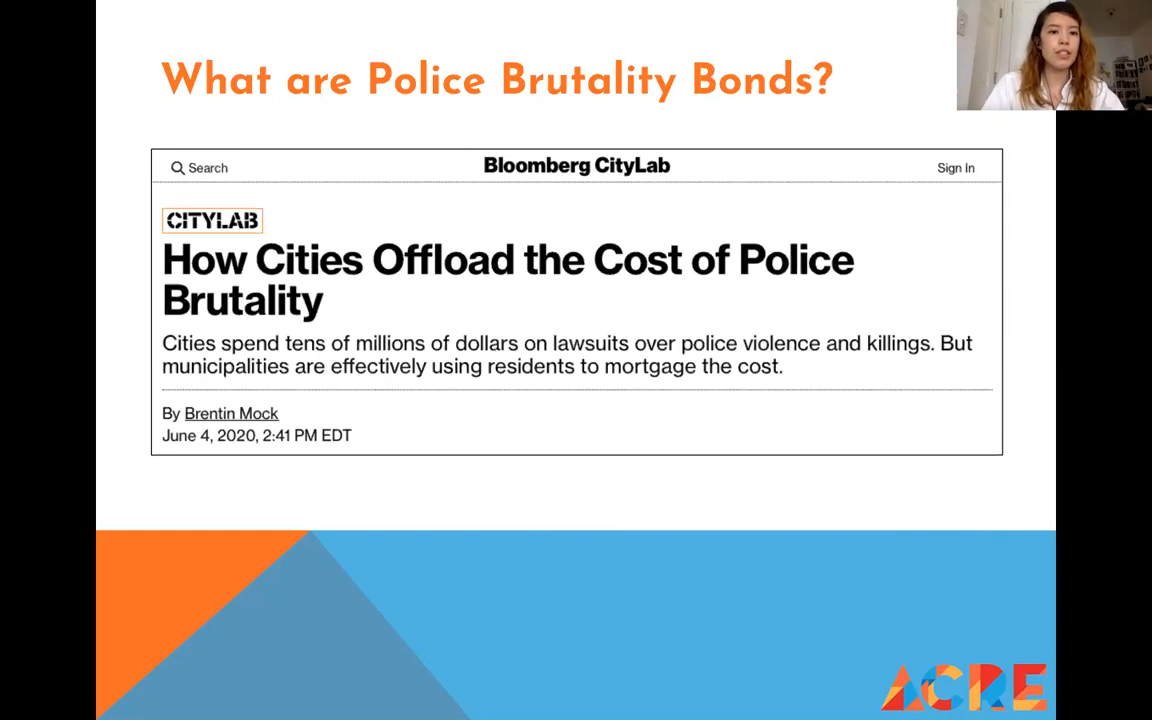 What are Police Brutality Bonds?
Search
Bloomberg CityLab
Sign In
CITYLAB
How Cities Offload the Cost of Police
Brutality
Cities spend tens of millions of dollars on lawsuits over police violence and killings. But
municipalities are effectively using residents to mortgage the cost.
By Brentin Mock
June 4, 2020, 2:41 PM EDT
ACRE